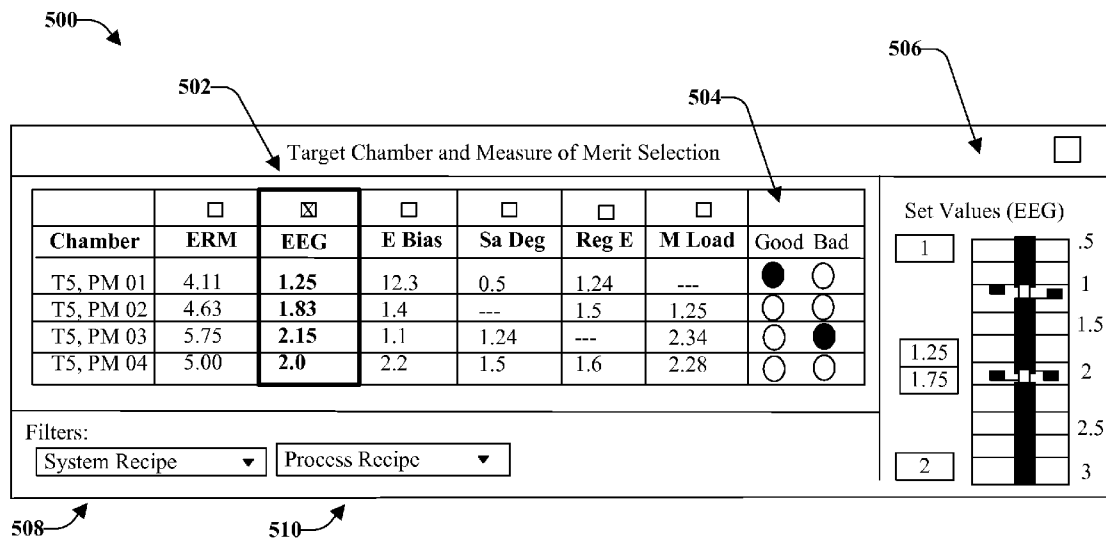 500
506
502
504
Target Chamber and Measure of Merit Selection
X
Chamber ERM EEG E Bias Sa Deg Reg E M Load Good Bad
T5, PM 01 4.11 1.25 12.3 0.5 1.24 ---
T5, PM 02 4.63 1.83 1.4 --- 1.5 1.25
T5, PM 03 5.75 2.15 1.1 1.24 --- 2.34
T5, PM 04 5.00 2.0 2.2 1.5 1.6 2.28
Set Values (EEG)
1
1.25
1.75
2
.5
1
1.5
2
2.5
3
Filters:
System Recipe Process Recipe
508
510